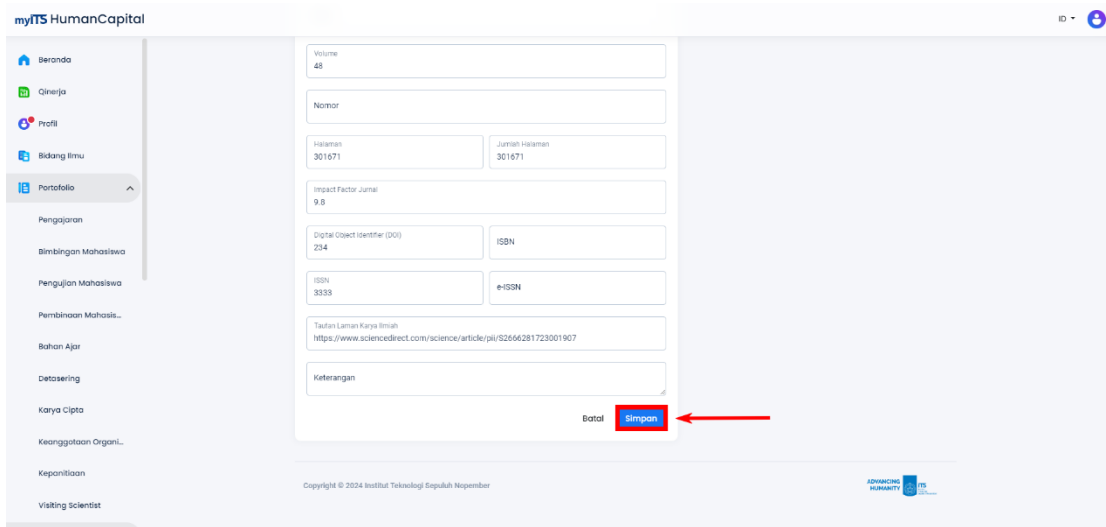 myITS HumanCapital
ID
Beranda
Qinerja
Profil
Bidang Ilmu
Portofolio
Pengajaran
Bimbingan Mahasiswa
Pengujian Mahasiswa
Pembinaan Mahasis...
Bahan Ajar
Detasering
Karya Cipta
Keanggotaan Organi...
Kepanitiaan
Visiting Scientist
Volume
48
Nomor
Halaman
301671
Jumlah Halaman
301671
Impact Factor Jurnal
9.8
Digital Object Identifier (DOI)
234
ISBN
ISSN
3333
e-ISSN
Tautan Laman Karya Ilmiah
https://www.sciencedirect.com/science/article/pii/S2666281723001907
Keterangan
Batal
Simpan
Copyright © 2024 Institut Teknologi Sepuluh Nopember
ADVANCING
HUMANITY
ITS